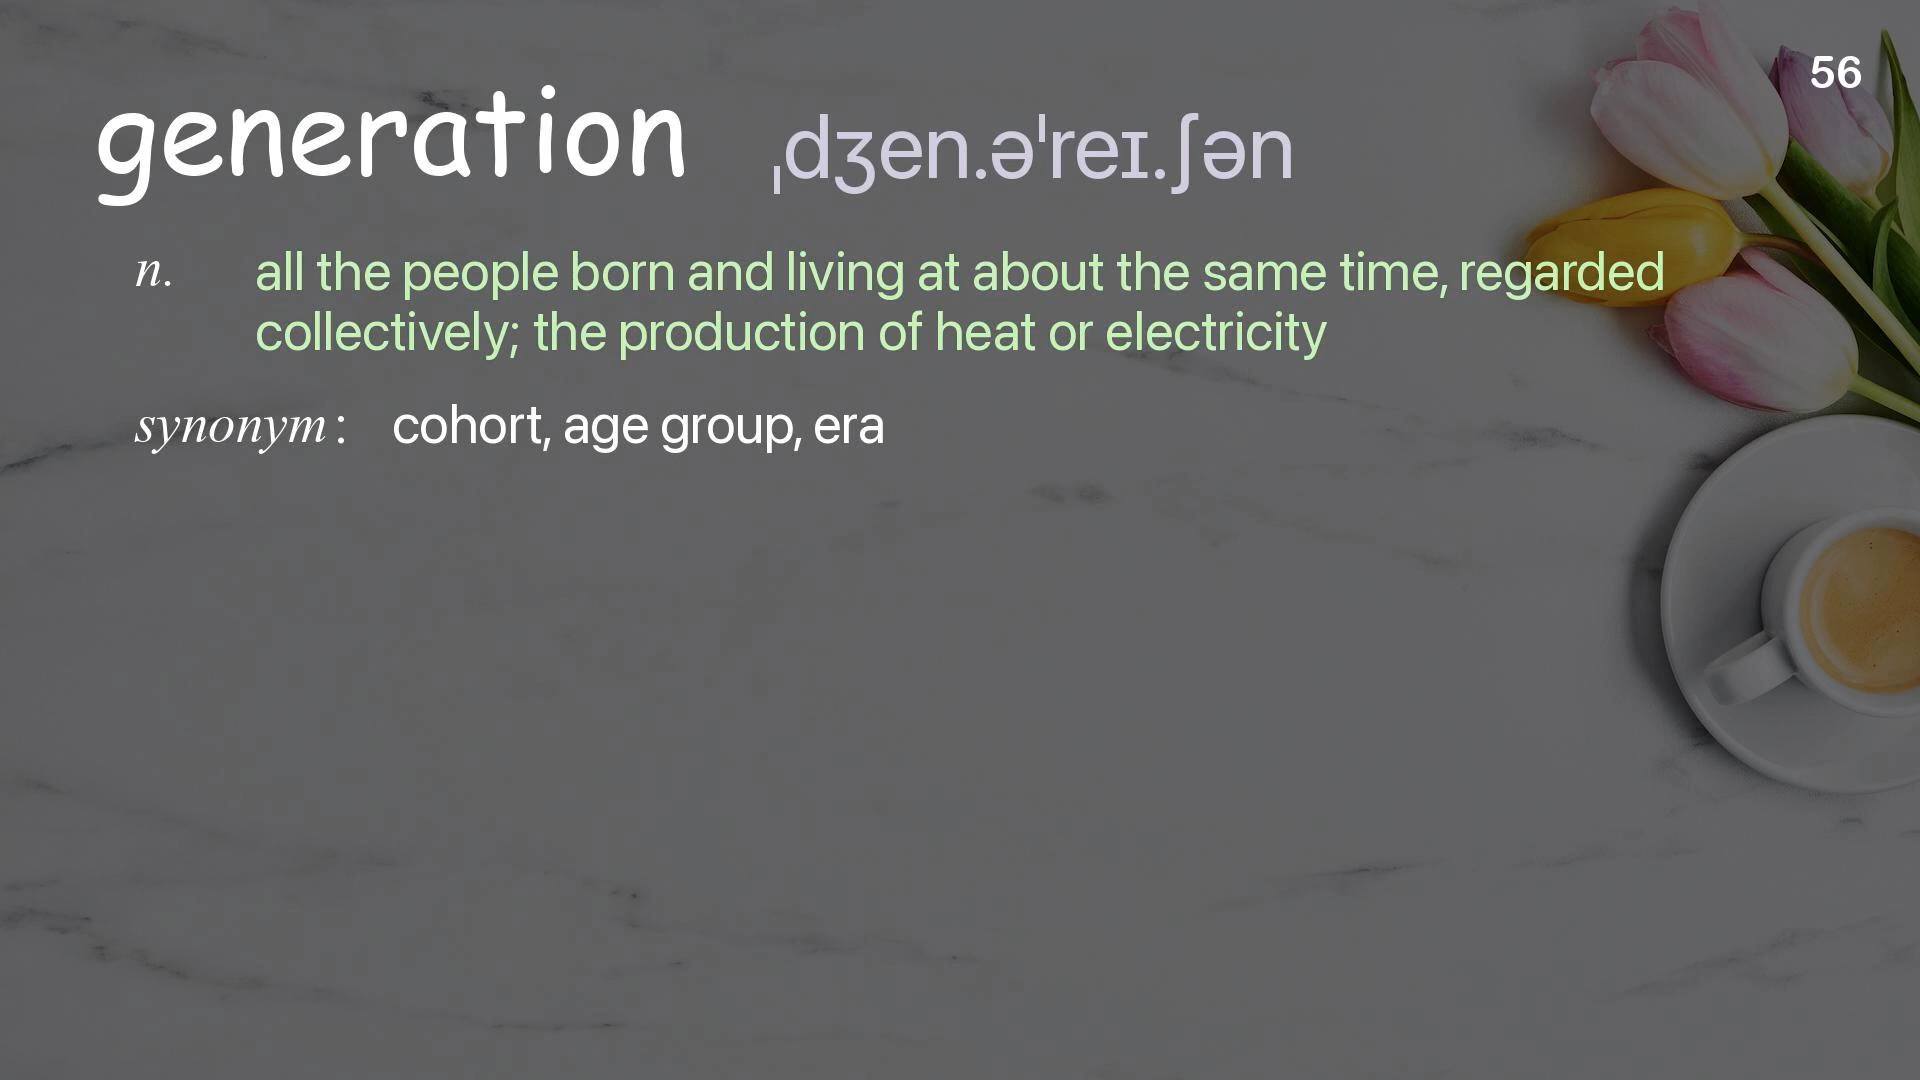 56
generation ˌdʒen.əˈreɪ.ʃən
n. all the people born and living at about the same time, regarded
collectively; the production of heat or electricity
synonym: cohort, age group, era